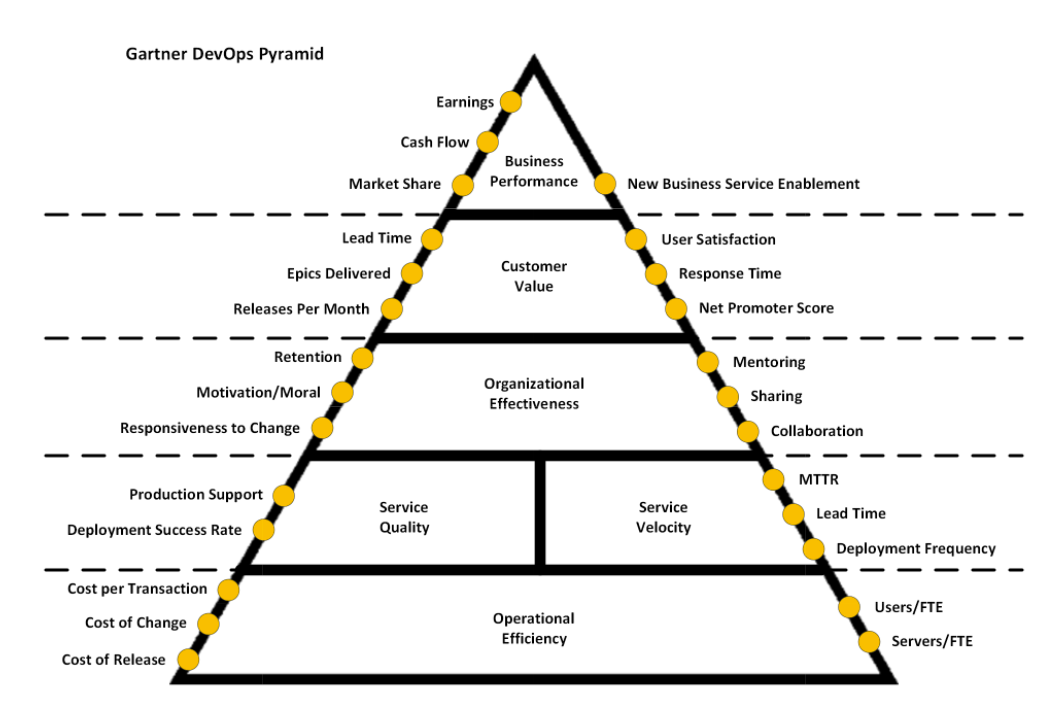 Gartner DevOps Pyramid
Earnings
Cash Flow
Business
Performance
Market Share
New Business Service Enablement
Lead Time
User Satisfaction
Customer
Value
Epics Delivered
Response Time
Releases Per Month
Net Promoter Score
Retention
Mentoring
Organizational
Effectiveness
Motivation/Moral
Sharing
Responsiveness to Change
Collaboration
MTTR
Production Support
Service
Quality
Service
Velocity
Lead Time
Deployment Success Rate
Deployment Frequency
Cost per Transaction
Users/FTE
Operational
Efficiency
Cost of Change
Servers/FTE
Cost of Release